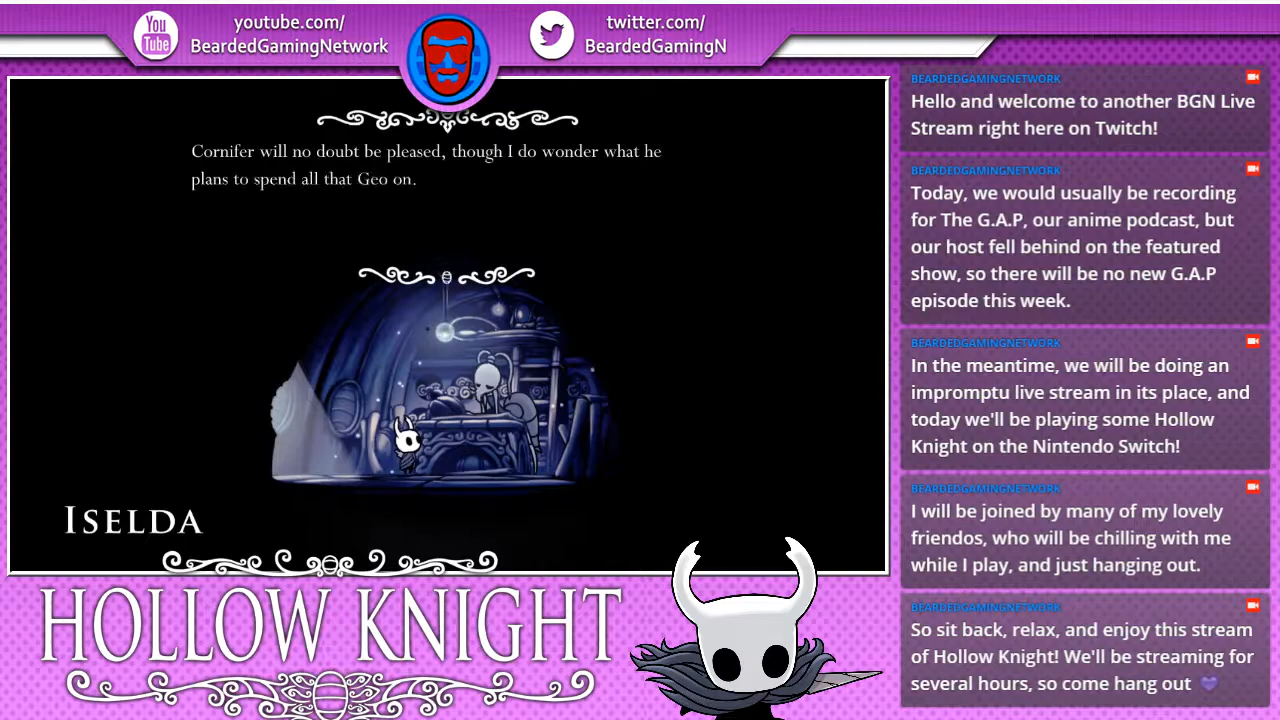 youtube.com/
BeardedGamingNetwork
twitter.com/
BeardedGamingN
You
Tube
Cornifer will no doubt be pleased, though I do wonder what he
plans to spend all that Geo on.
ISELDA
HOLLOW KNIGHT
BEARDEDGAMINGNETWORK
Hello and welcome to another BGN Live
Stream right here on Twitch!
BEARDEDGAMINGNETWORK
Today, we would usually be recording
for The G.A.P, our anime podcast, but
our host fell behind on the featured
show, so there will be no new G.A.P
episode this week.
BEARDEDGAMINGNETWORK
In the meantime, we will be doing an
impromptu live stream in its place, and
today we'll be playing some Hollow
Knight on the Nintendo Switch!
BEARDEDGAMINGNETWORK
I will be joined by many of my lovely
friendos, who will be chilling with me
while I play, and just hanging out.
BEARDEDGAMINGNETWORK
So sit back, relax, and enjoy this stream
of Hollow Knight! We'll be streaming for
several hours, so come hang out 💜